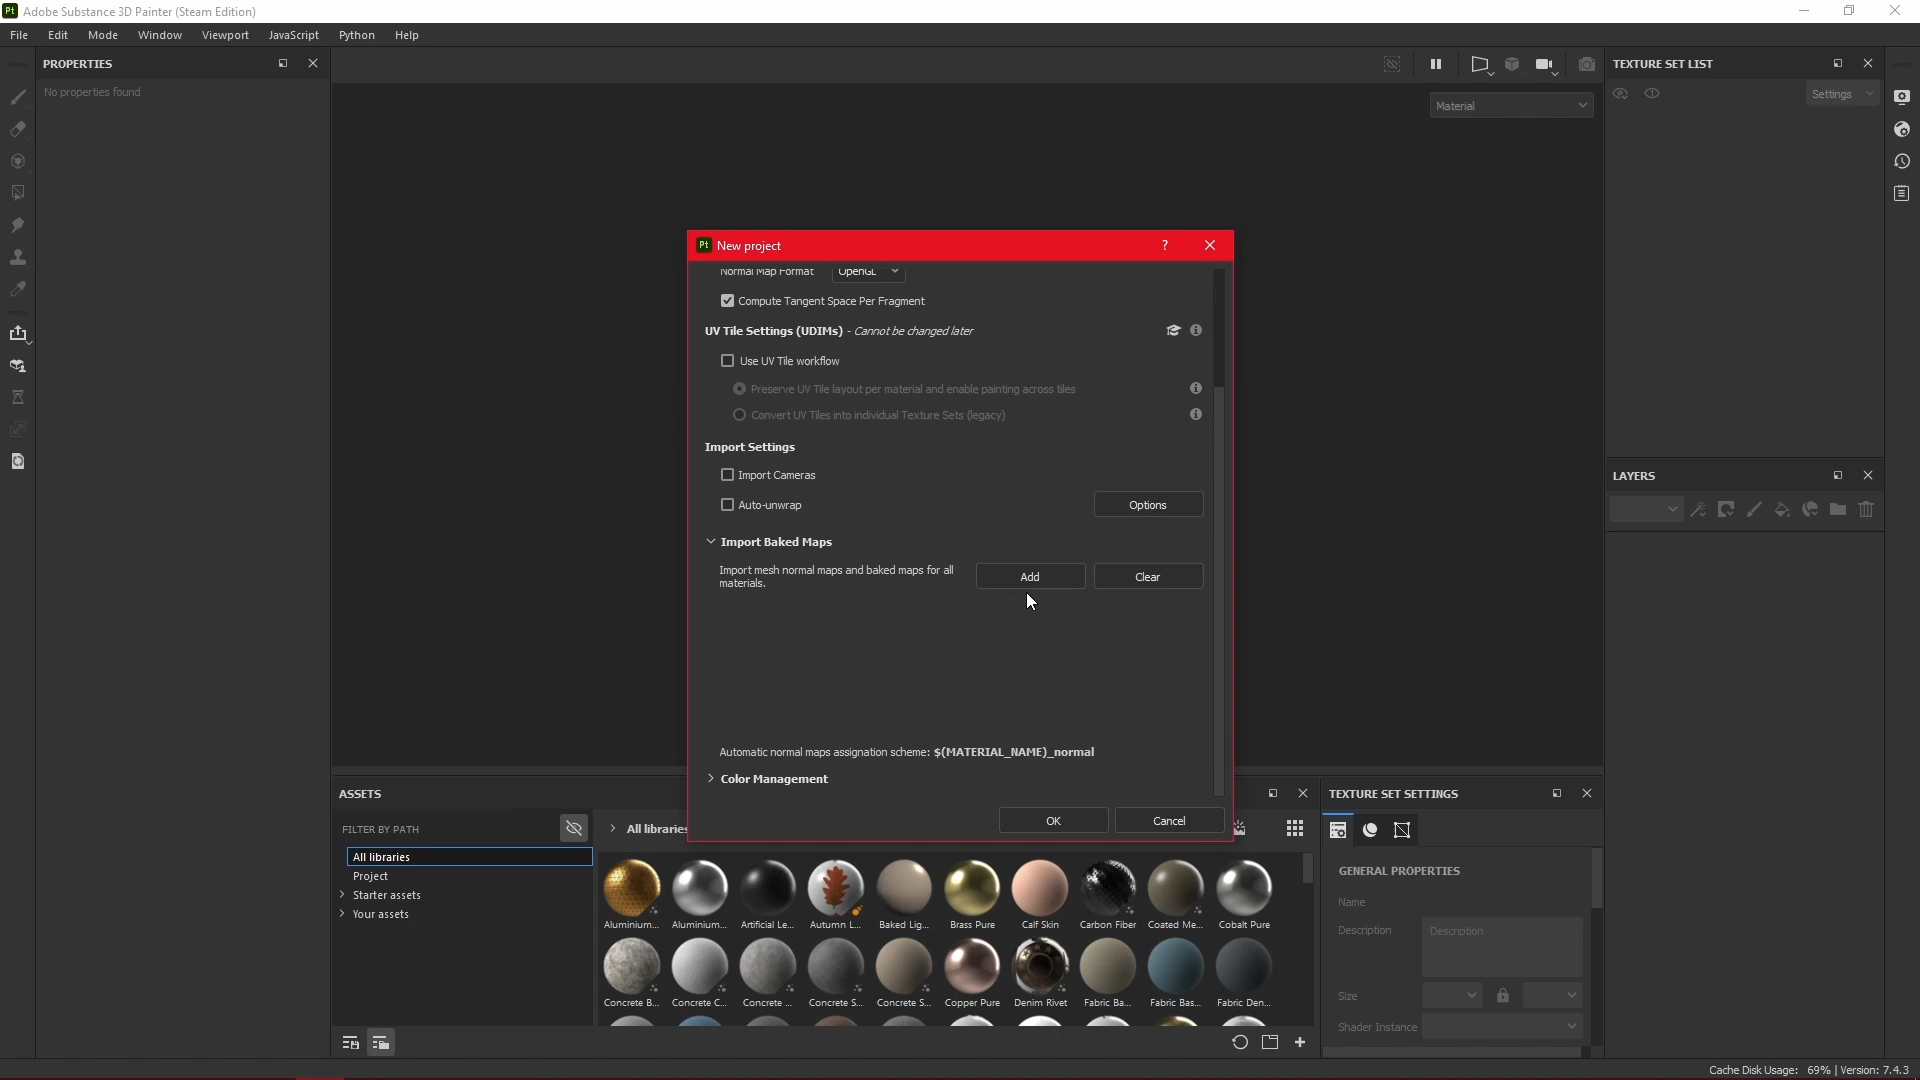 Pt Adobe Substance 3D Painter (Steam Edition)
File Edit Mode Window Viewport JavaScript Python Help
PROPERTIES
No properties found
Material
TEXTURE SET LIST
Settings
Pt New project
Normal Map Format OpenGL
Compute Tangent Space Per Fragment
UV Tile Settings (UDIMs) - Cannot be changed later
Use UV Tile workflow
Preserve UV Tile layout per material and enable painting across tiles
Convert UV Tiles into individual Texture Sets (legacy)
Import Settings
Import Cameras
Auto-unwrap Options
Import Baked Maps
Import mesh normal maps and baked maps for all
materials.
Add Clear
Automatic normal maps assignation scheme: $(MATERIAL_NAME)_normal
Color Management
OK Cancel
LAYERS
ASSETS
FILTER BY PATH
All libraries
Project
Starter assets
Your assets
All libraries
Aluminium... Aluminium... Artificial Le... Autumn L... Baked Lig... Brass Pure Calf Skin Carbon Fiber Coated Me... Cobalt Pure
Concrete B... Concrete C... Concrete ... Concrete S... Concrete S... Copper Pure Denim Rivet Fabric Ba... Fabric Bas... Fabric Den...
TEXTURE SET SETTINGS
GENERAL PROPERTIES
Name
Description Description
Size
Shader Instance
Cache Disk Usage: 69% | Version: 7.4.3